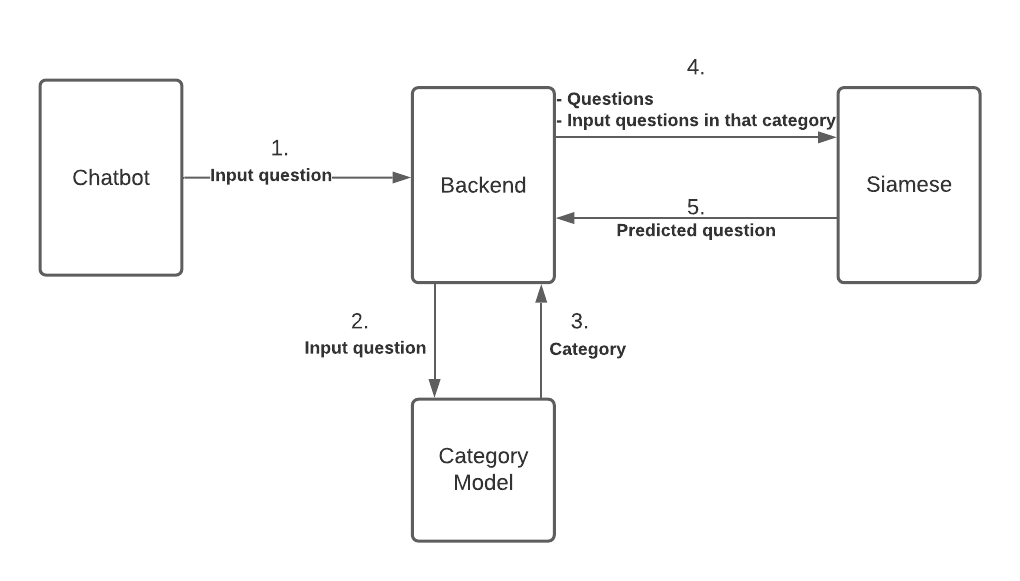 4.
- Questions
- Input questions in that category
1.
Input question
Chatbot
Backend
Siamese
5.
Predicted question
2.
Input question
3.
Category
Category
Model